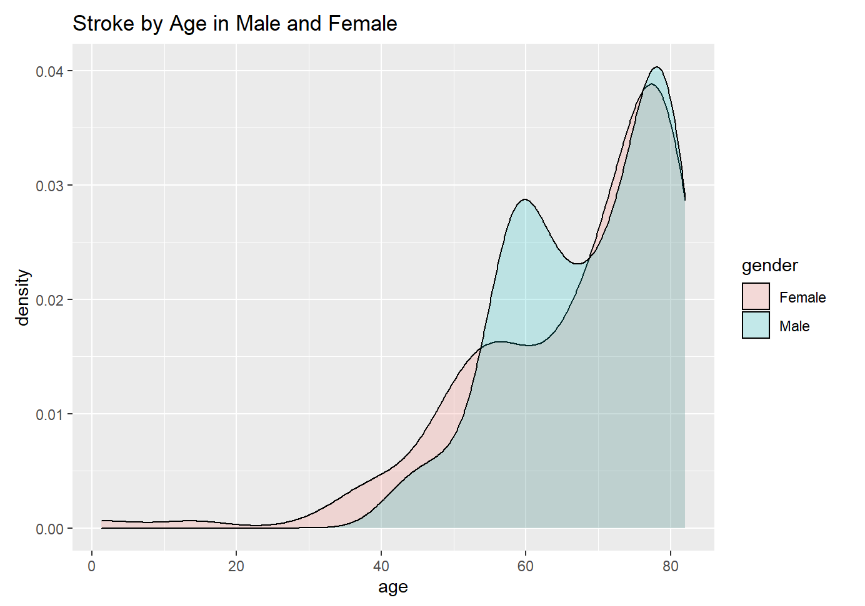 Stroke by Age in Male and Female
0.04
0.03
0.02
0.01
0.00
density
0 20 40 60 80
age
gender
Female
Male